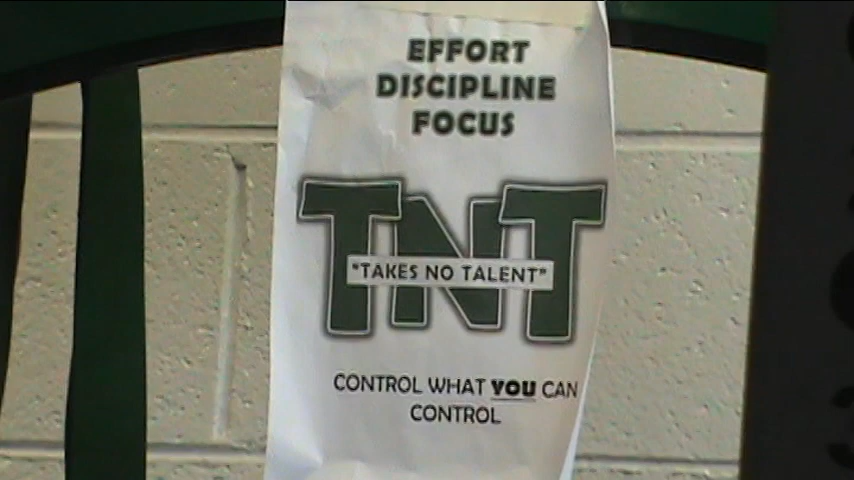 EFFORT
DISCIPLINE
FOCUS
TNT
"TAKES NO TALENT"
CONTROL WHAT YOU CAN
CONTROL